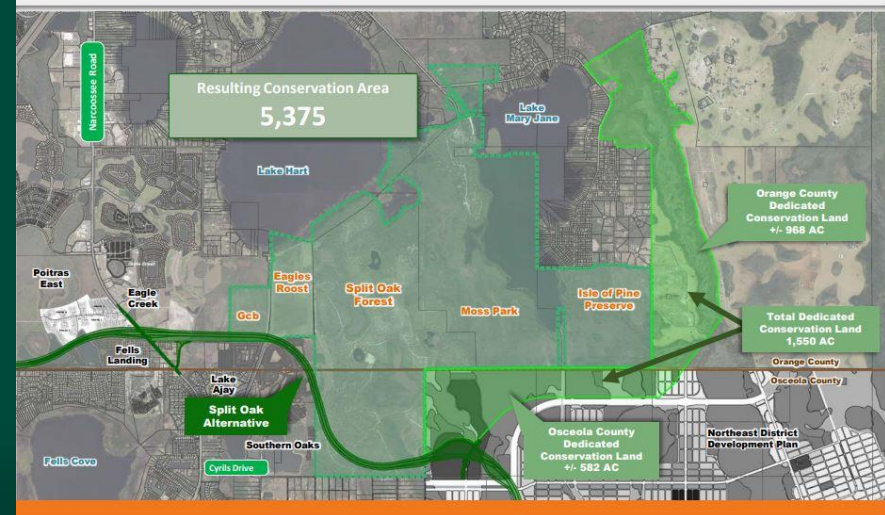 Narcoossee Road
Resulting Conservation Area
5,375
Lake
Mary Jane
Lake Hart
Orange County
Dedicated
Conservation Land
+/- 968 AC
Poitras
East
Eagle
Creek
Eagles
Roost
Split Oak
Forest
Gcb
Moss Park
Isle of Pine
Preserve
Total Dedicated
Conservation Land
1,550 AC
Fells
Landing
Orange County
Osceola County
Lake
Ajay
Split Oak
Alternative
Southern Oaks
Osceola County
Dedicated
Conservation Land
+/- 582 AC
Northeast District
Development Plan
Fells Cove
Cyrils Drive